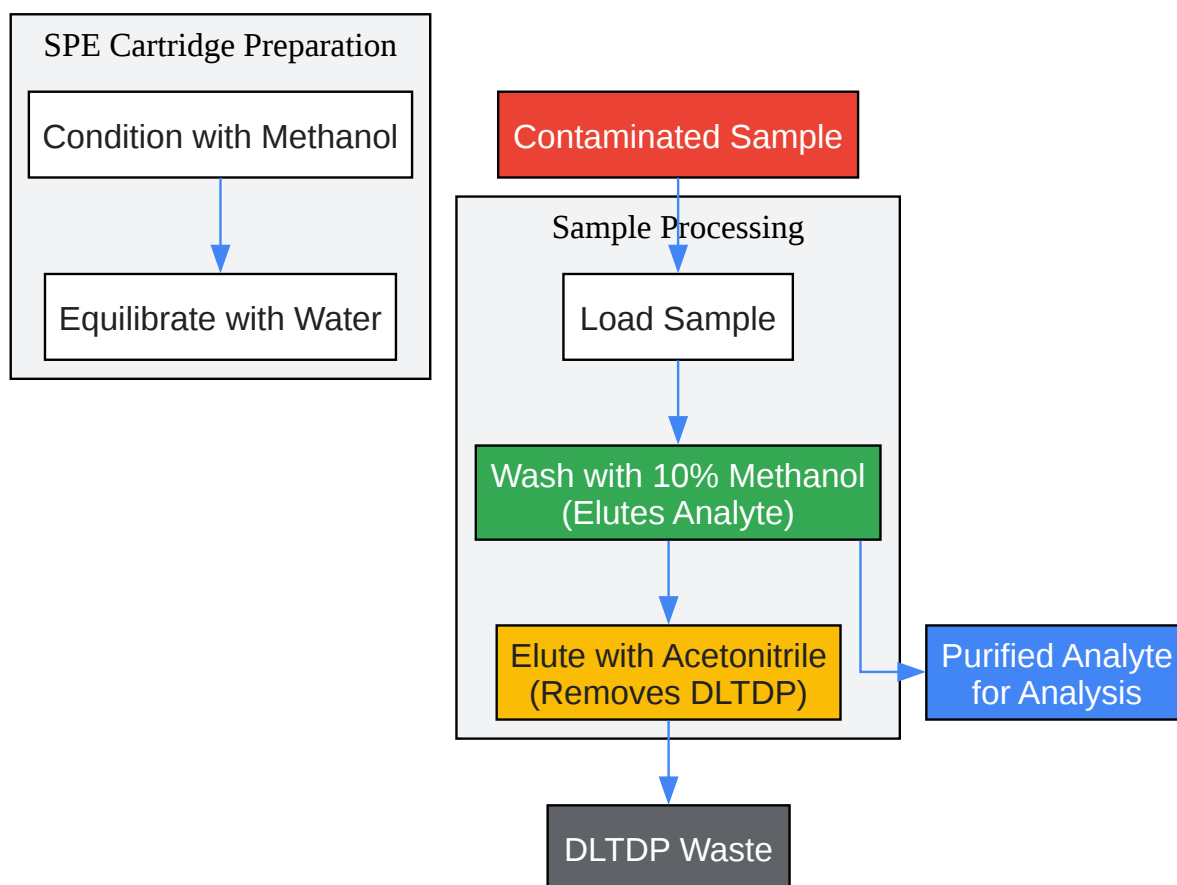 SPE Cartridge Preparation
Condition with Methanol
Equilibrate with Water
Contaminated Sample
Sample Processing
Load Sample
Wash with 10% Methanol
(Elutes Analyte)
Elute with Acetonitrile
(Removes DLTDP)
Purified Analyte
for Analysis
DLTDP Waste